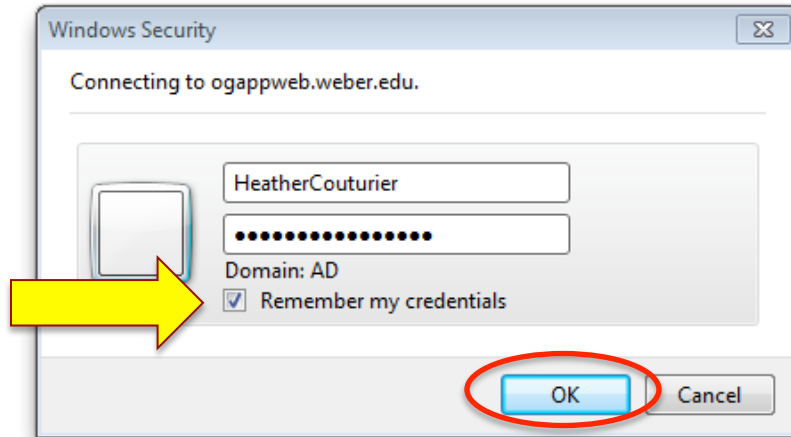 Windows Security
Connecting to ogappweb.weber.edu.
HeatherCouturier
●●●●●●●●●●●●●●●●
Domain: AD
Remember my credentials
OK
Cancel